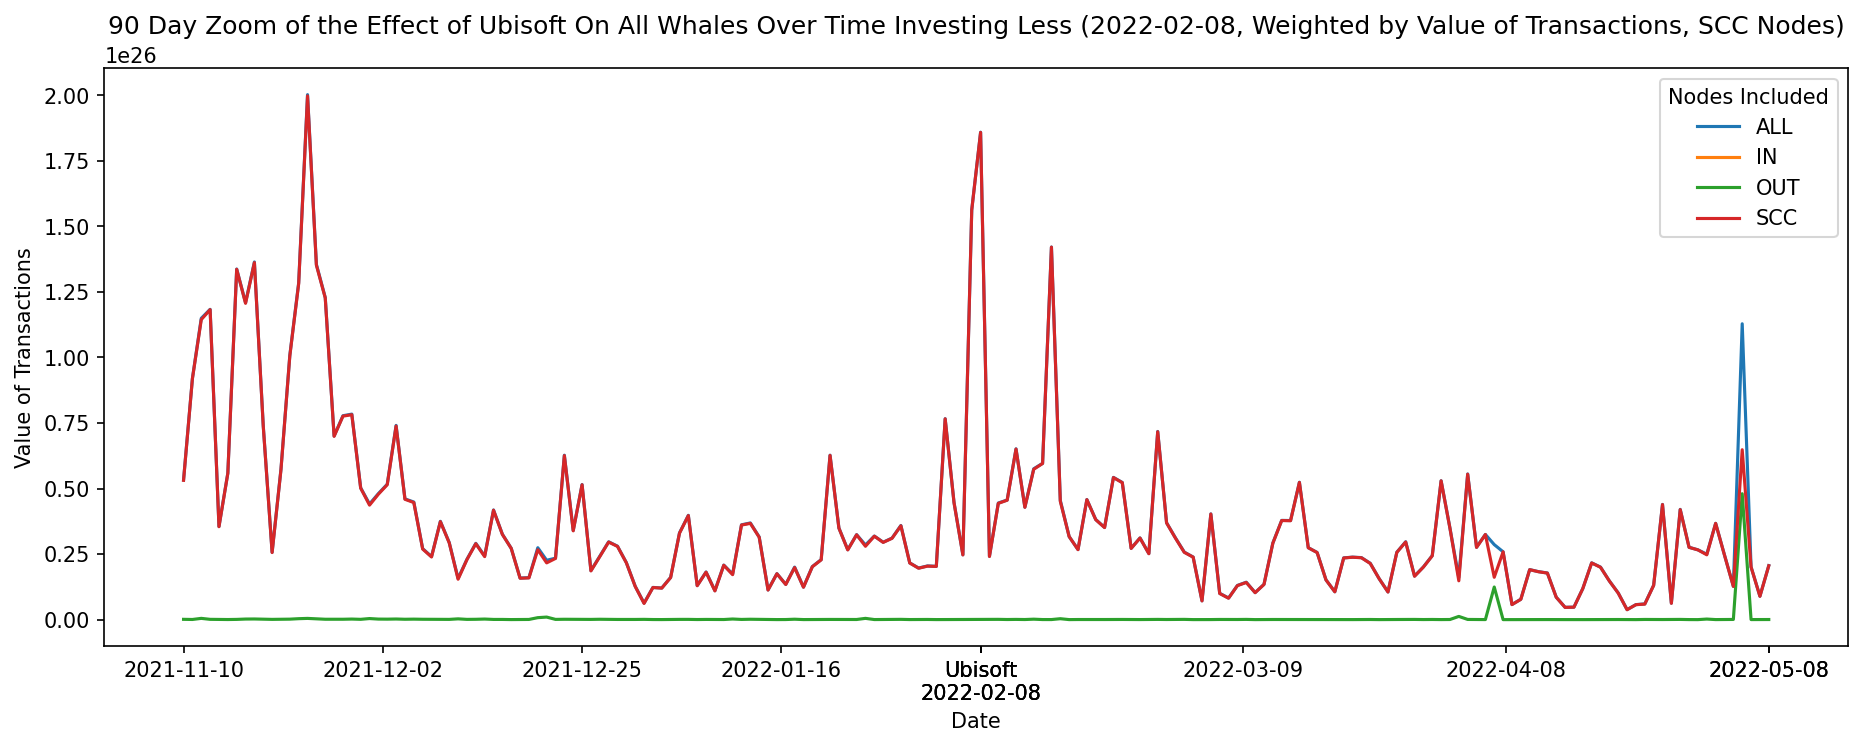 90 Day Zoom of the Effect of Ubisoft On All Whales Over Time Investing Less (2022-02-08, Weighted by Value of Transactions, SCC Nodes)
1e26
2.00
1.75
1.50
1.25
1.00
0.75
0.50
0.25
0.00
Value of Transactions
Nodes Included
ALL
IN
OUT
SCC
2021-11-10
2021-12-02
2021-12-25
2022-01-16
Ubisoft
2022-02-08
2022-03-09
2022-04-08
2022-05-08
Date